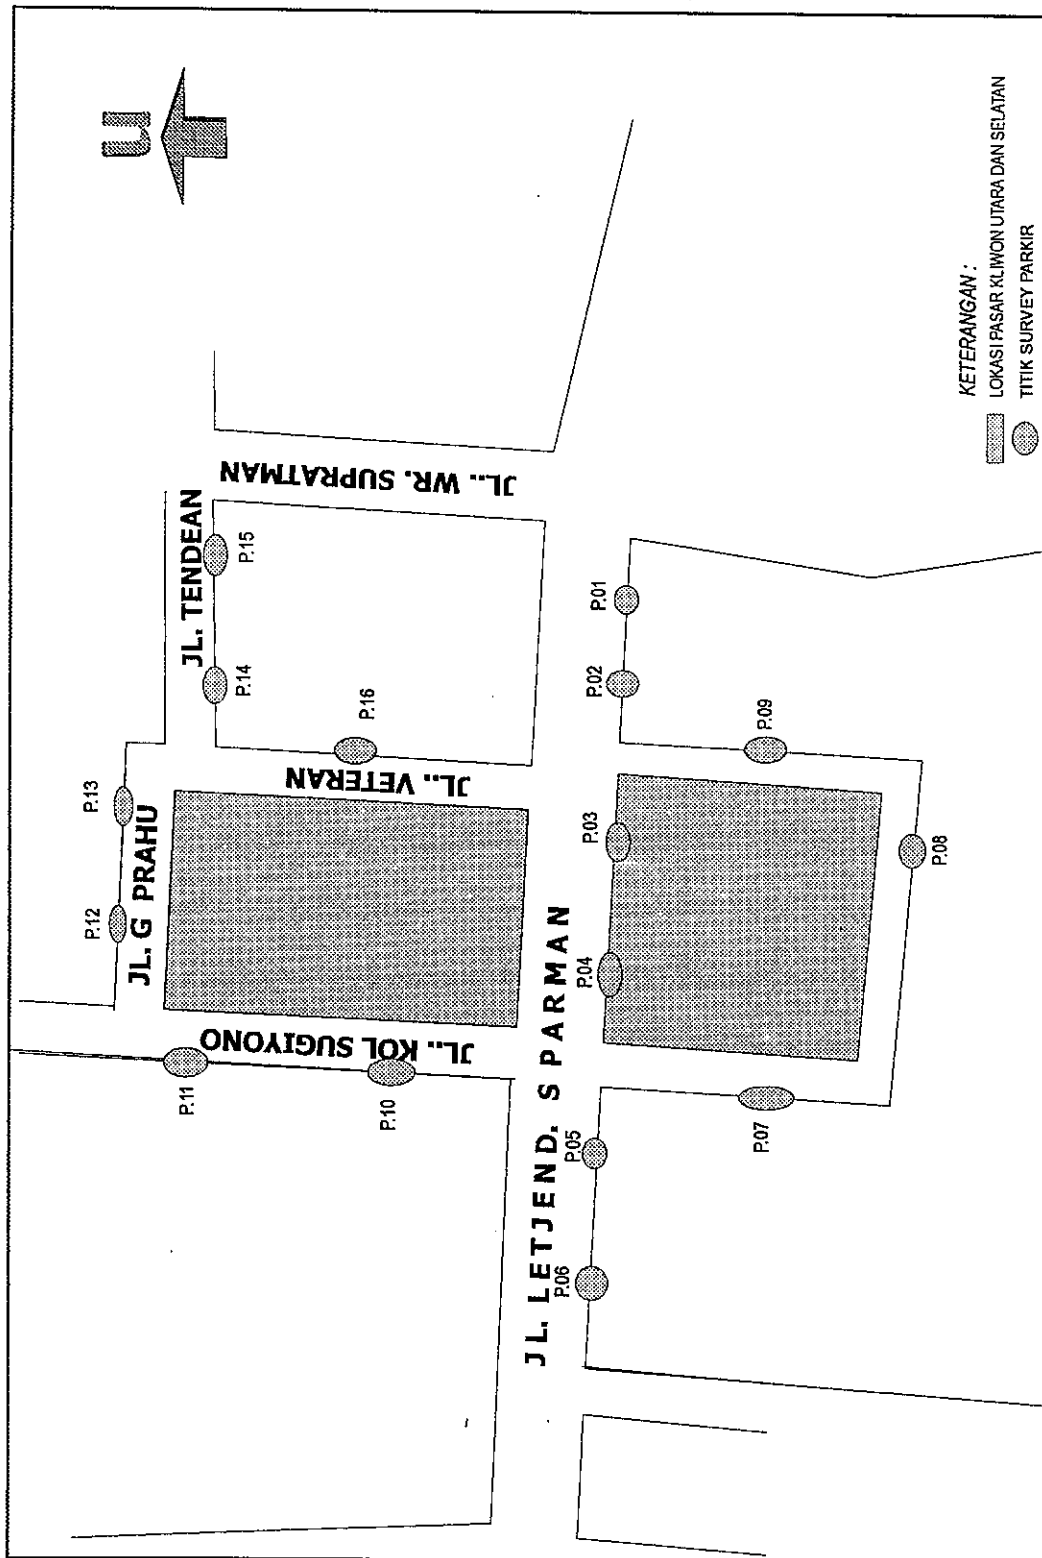 U
JL. G PRAHU
P.12
P.13
JL. TENDEAN
P.14
P.15
P.16
JL.. WR. SUPRATMAN
JL.. VETERAN
JL.. KOL SUGIYONO
P.11
P.10
JL. LETJEND. S PARMAN
P.06
P.05
P.04
P.03
P.02
P.01
P.07
P.08
P.09
KETERANGAN :
LOKASI PASAR KLIWON UTARA DAN SELATAN
TITIK SURVEY PARKIR